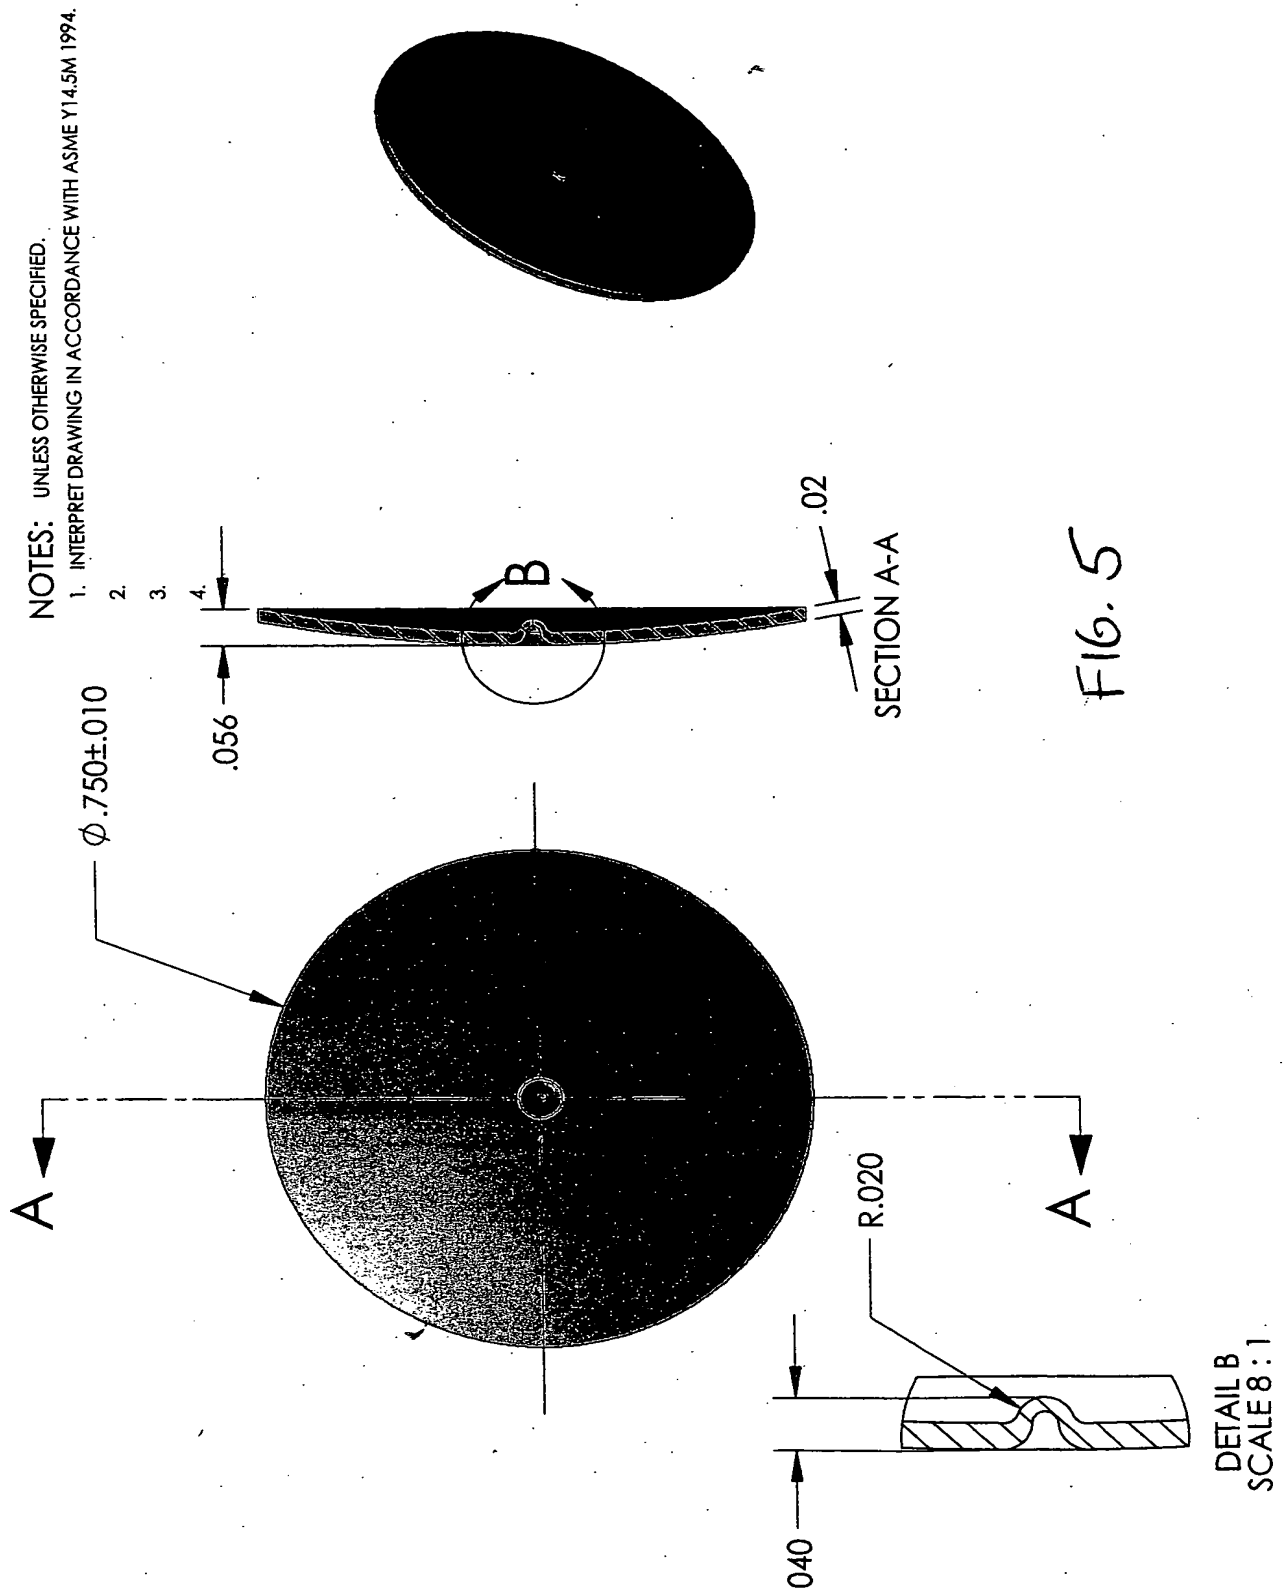 NOTES: UNLESS OTHERWISE SPECIFIED.
1. INTERPRET DRAWING IN ACCORDANCE WITH ASME Y14.5M 1994.
2.
3.
4.
Ø.750±.010
.056
B
.02
SECTION A-A
A
A
R.020
040
DETAIL B
SCALE 8 : 1
FIG. 5